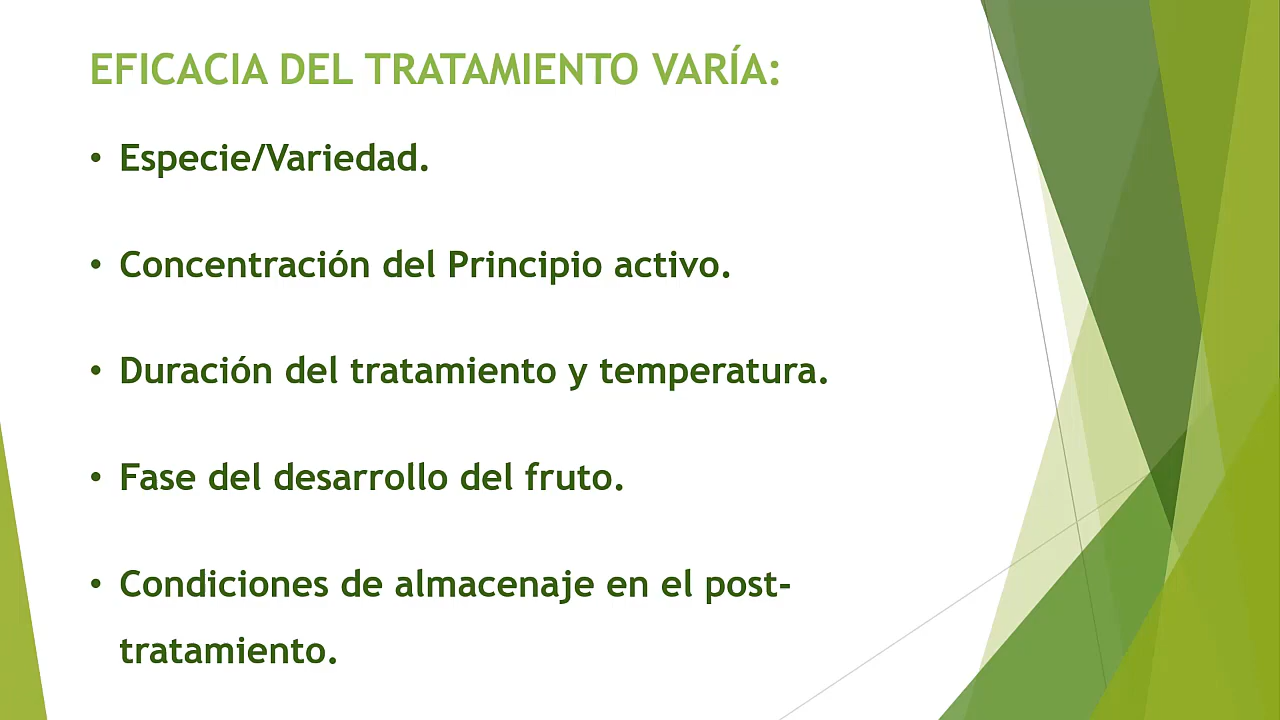 EFICACIA DEL TRATAMIENTO VARÍA:
• Especie/Variedad.
• Concentración del Principio activo.
• Duración del tratamiento y temperatura.
• Fase del desarrollo del fruto.
• Condiciones de almacenaje en el post-
tratamiento.